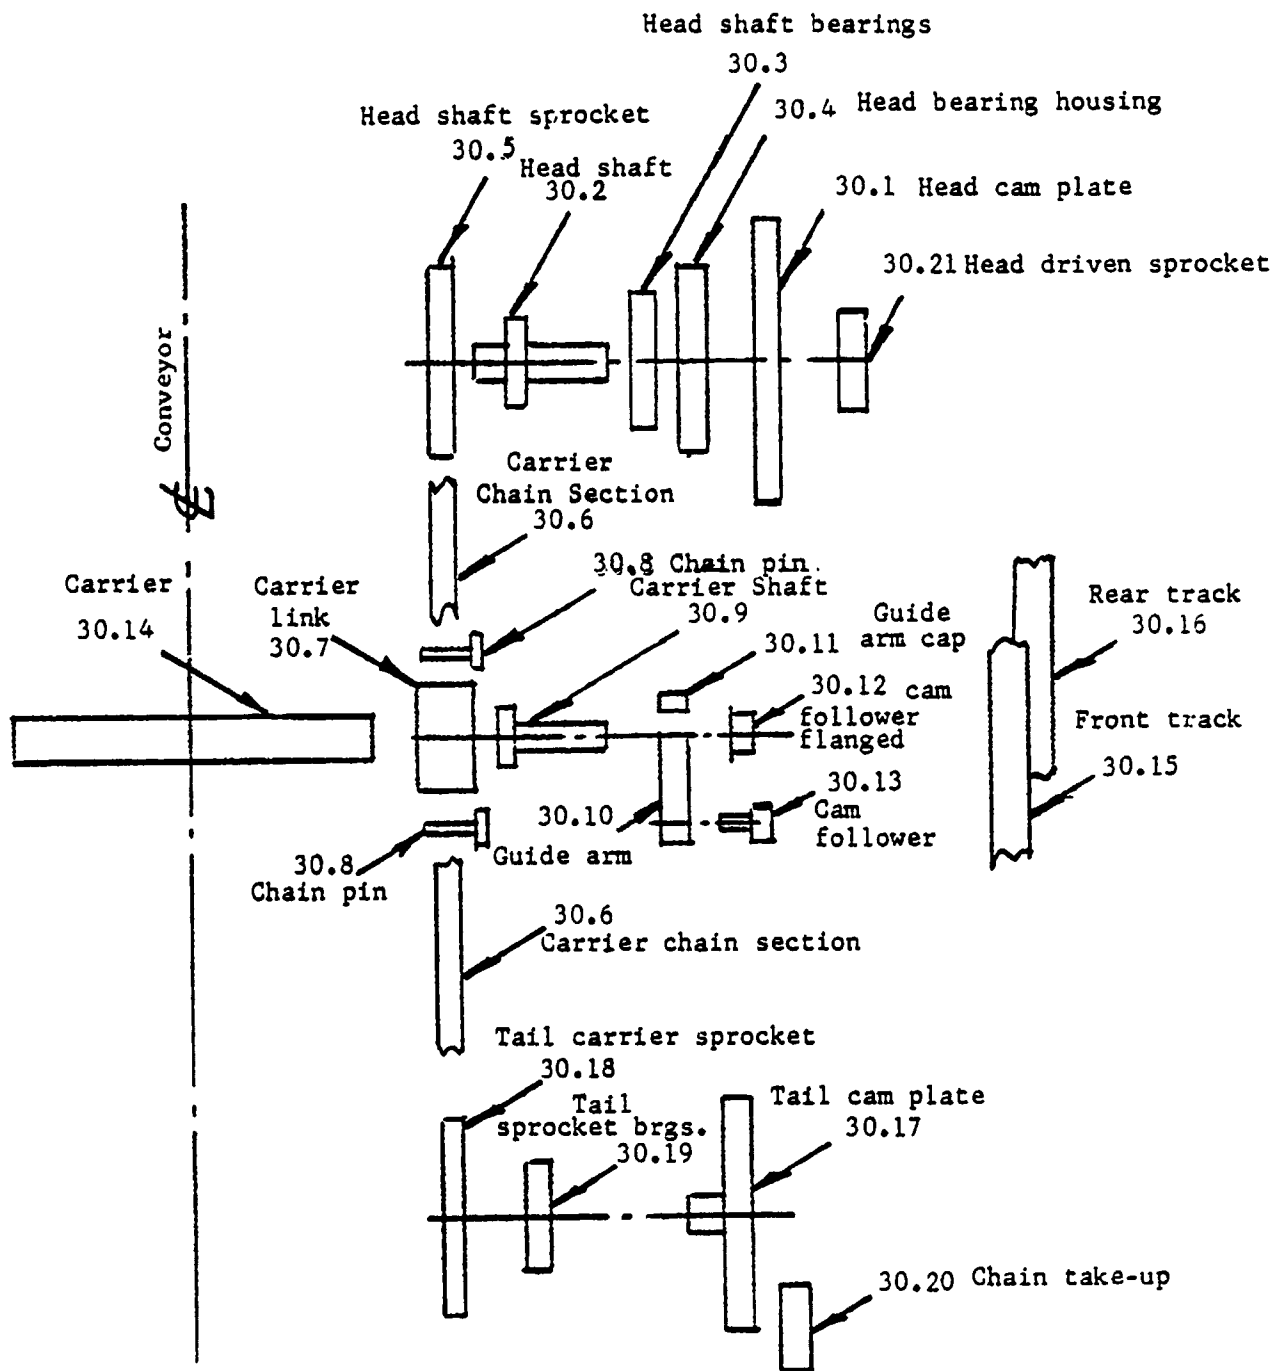 Head shaft bearings
30.3
30.4 Head bearing housing
Head shaft sprocket
30.5
Head shaft
30.2
30.1 Head cam plate
30.21 Head driven sprocket
Conveyor
℄
Carrier
Chain Section
30.6
30.8 Chain pin.
Carrier Shaft
30.9
Carrier
30.14
Carrier
link
30.7
Guide
arm cap
30.11
Rear track
30.16
30.12 cam
follower
flanged
Front track
30.15
30.13
Cam
follower
30.10
Guide arm
30.8
Chain pin
30.6
Carrier chain section
Tail carrier sprocket
30.18
Tail
sprocket brgs.
30.19
Tail cam plate
30.17
30.20 Chain take-up